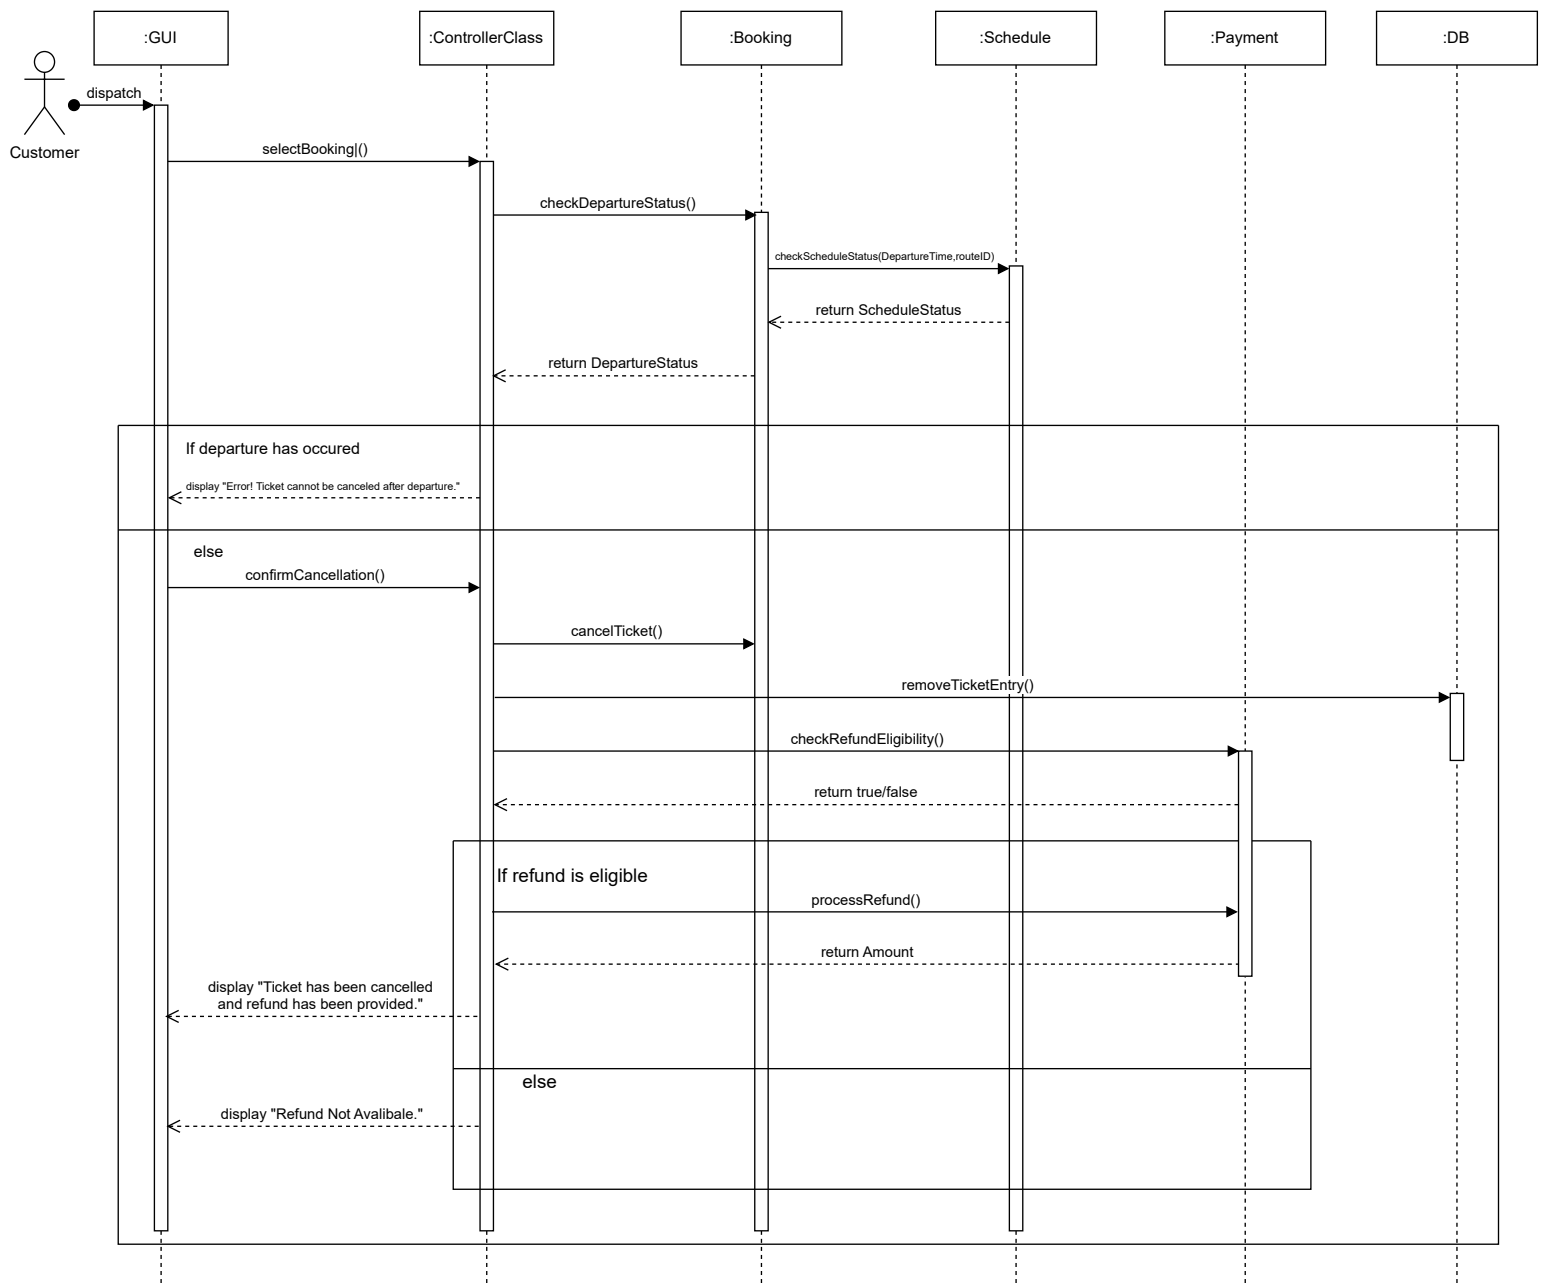 :GUI
:ControllerClass
:Booking
:Schedule
:Payment
:DB
dispatch
Customer
selectBooking|()
checkDepartureStatus()
checkScheduleStatus(DepartureTime,routeID)
return ScheduleStatus
return DepartureStatus
If departure has occured
display "Error! Ticket cannot be canceled after departure."
else
confirmCancellation()
cancelTicket()
removeTicketEntry()
checkRefundEligibility()
return true/false
If refund is eligible
processRefund()
return Amount
display "Ticket has been cancelled
and refund has been provided."
else
display "Refund Not Avalibale."